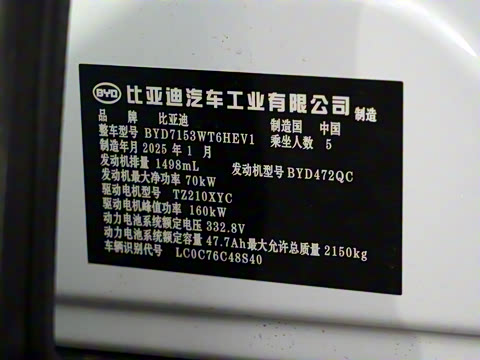 BYD 比亚迪汽车工业有限公司 制造
品 牌 比亚迪 制造国 中国
整车型号 BYD7153WT6HEV1 乘坐人数 5
制造年月 2025 年 1 月
发动机排量 1498mL 发动机型号 BYD472QC
发动机最大净功率 70kW
驱动电机型号 TZ210XYC
驱动电机峰值功率 160kW
动力电池系统额定电压 332.8V
动力电池系统额定容量 47.7Ah 最大允许总质量 2150kg
车辆识别代号 LC0C76C48S40